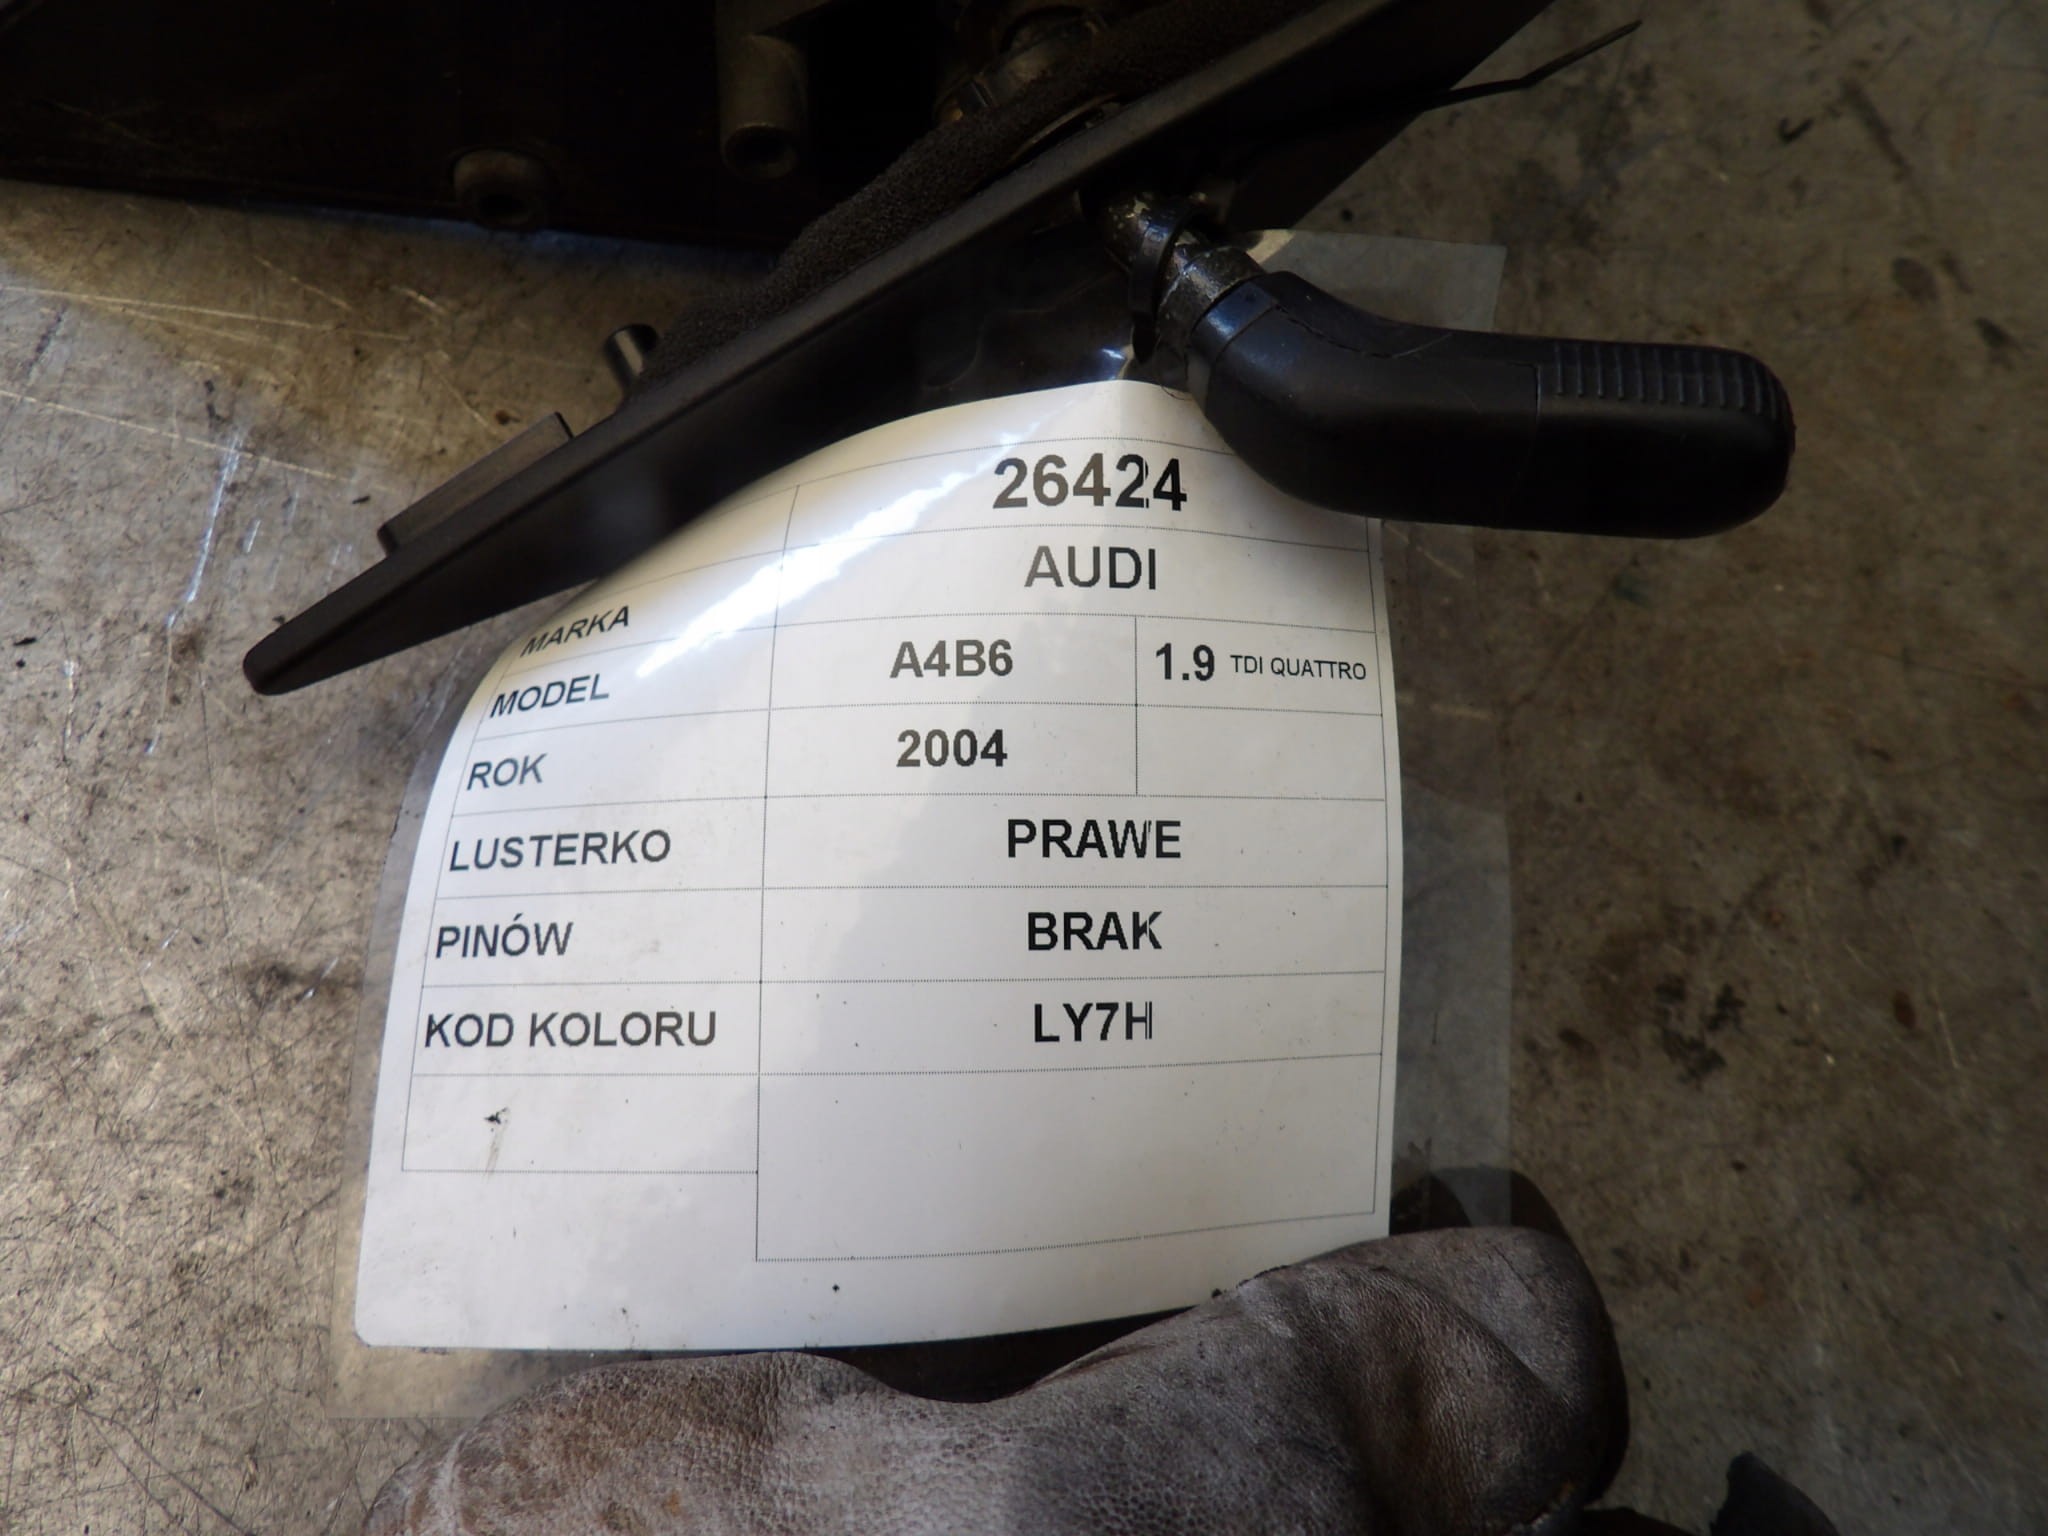 26424
MARKA AUDI
MODEL A4B6 1.9 TDI QUATTRO
ROK 2004
LUSTERKO PRAWE
PINÓW BRAK
KOD KOLORU LY7H